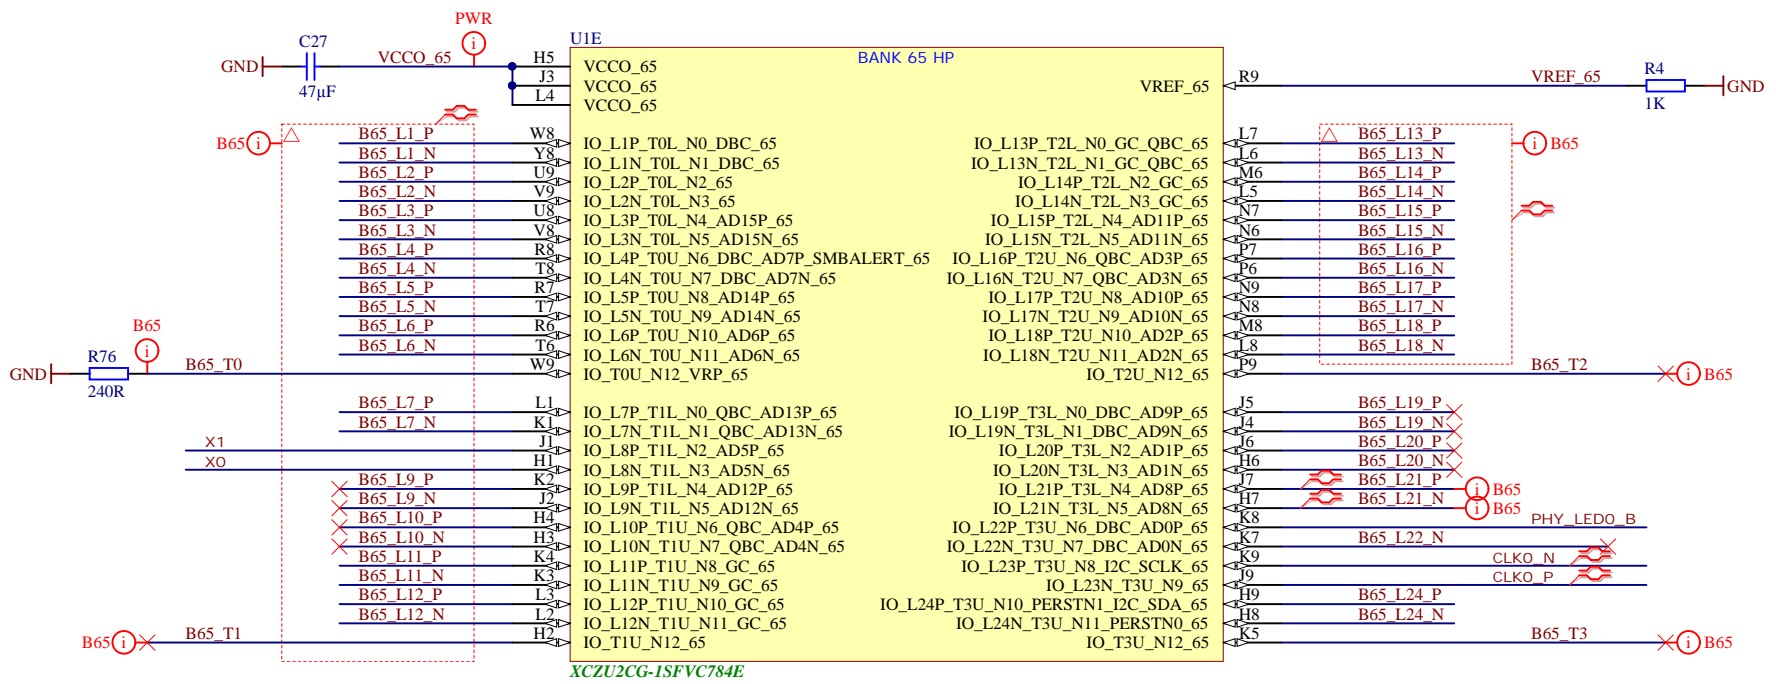 PWR
U1E
BANK 65 HP
C27
GND
47µF
VCCO_65
H5 VCCO_65
J3 VCCO_65
L4 VCCO_65
VREF_65 R9 VREF_65 R4 GND
1K
B65 i
i B65
B65_L1_P W8 IO_L1P_T0L_N0_DBC_65 IO_L13P_T2L_N0_GC_QBC_65 L7 B65_L13_P
B65_L1_N Y8 IO_L1N_T0L_N1_DBC_65 IO_L13N_T2L_N1_GC_QBC_65 L6 B65_L13_N
B65_L2_P U9 IO_L2P_T0L_N2_65 IO_L14P_T2L_N2_GC_65 M6 B65_L14_P
B65_L2_N V9 IO_L2N_T0L_N3_65 IO_L14N_T2L_N3_GC_65 L5 B65_L14_N
B65_L3_P U8 IO_L3P_T0L_N4_AD15P_65 IO_L15P_T2L_N4_AD11P_65 N7 B65_L15_P
B65_L3_N V8 IO_L3N_T0L_N5_AD15N_65 IO_L15N_T2L_N5_AD11N_65 N6 B65_L15_N
B65_L4_P R8 IO_L4P_T0U_N6_DBC_AD7P_SMBALERT_65 IO_L16P_T2U_N6_QBC_AD3P_65 P7 B65_L16_P
B65_L4_N T8 IO_L4N_T0U_N7_DBC_AD7N_65 IO_L16N_T2U_N7_QBC_AD3N_65 P6 B65_L16_N
B65_L5_P R7 IO_L5P_T0U_N8_AD14P_65 IO_L17P_T2U_N8_AD10P_65 N9 B65_L17_P
B65_L5_N T7 IO_L5N_T0U_N9_AD14N_65 IO_L17N_T2U_N9_AD10N_65 N8 B65_L17_N
B65_L6_P R6 IO_L6P_T0U_N10_AD6P_65 IO_L18P_T2U_N10_AD2P_65 M8 B65_L18_P
B65_L6_N T6 IO_L6N_T0U_N11_AD6N_65 IO_L18N_T2U_N11_AD2N_65 L8 B65_L18_N
B65
i
R76
GND
240R
B65_T0 W9 IO_T0U_N12_VRP_65 IO_T2U_N12_65 P9 B65_T2 i B65
B65_L7_P L1 IO_L7P_T1L_N0_QBC_AD13P_65 IO_L19P_T3L_N0_DBC_AD9P_65 J5 B65_L19_P
B65_L7_N K1 IO_L7N_T1L_N1_QBC_AD13N_65 IO_L19N_T3L_N1_DBC_AD9N_65 J4 B65_L19_N
X1 J1 IO_L8P_T1L_N2_AD5P_65 IO_L20P_T3L_N2_AD1P_65 J6 B65_L20_P
X0 H1 IO_L8N_T1L_N3_AD5N_65 IO_L20N_T3L_N3_AD1N_65 H6 B65_L20_N
B65_L9_P K2 IO_L9P_T1L_N4_AD12P_65 IO_L21P_T3L_N4_AD8P_65 J7 B65_L21_P i B65
B65_L9_N J2 IO_L9N_T1L_N5_AD12N_65 IO_L21N_T3L_N5_AD8N_65 H7 B65_L21_N i B65
B65_L10_P H4 IO_L10P_T1U_N6_QBC_AD4P_65 IO_L22P_T3U_N6_DBC_AD0P_65 K8 PHY_LED0_B
B65_L10_N H3 IO_L10N_T1U_N7_QBC_AD4N_65 IO_L22N_T3U_N7_DBC_AD0N_65 K7 B65_L22_N
B65_L11_P K4 IO_L11P_T1U_N8_GC_65 IO_L23P_T3U_N8_I2C_SCLK_65 K9 CLK0_N
B65_L11_N K3 IO_L11N_T1U_N9_GC_65 IO_L23N_T3U_N9_65 J9 CLK0_P
B65_L12_P L3 IO_L12P_T1U_N10_GC_65 IO_L24P_T3U_N10_PERSTN1_I2C_SDA_65 H9 B65_L24_P
B65_L12_N L2 IO_L12N_T1U_N11_GC_65 IO_L24N_T3U_N11_PERSTN0_65 H8 B65_L24_N
B65 i B65_T1 H2 IO_T1U_N12_65 IO_T3U_N12_65 K5 B65_T3 i B65
XCZU2CG-1SFVC784E